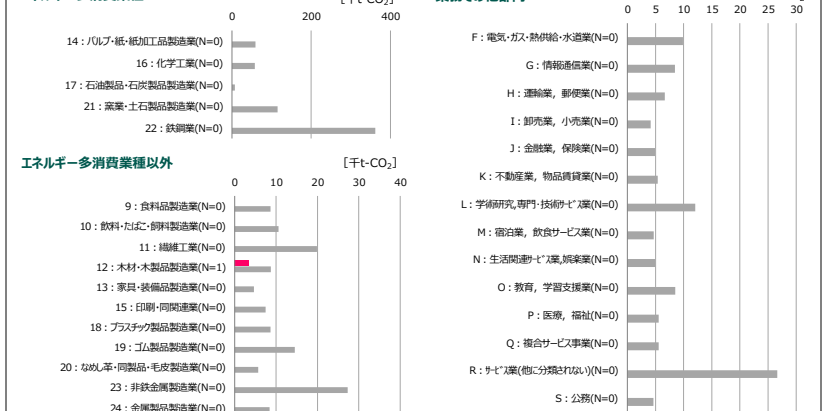 [千t-CO₂]
0 200 400
14：パルプ・紙・紙加工品製造業(N=0)
16：化学工業(N=0)
17：石油製品・石炭製品製造業(N=0)
21：窯業・土石製品製造業(N=0)
22：鉄鋼業(N=0)
エネルギー多消費業種以外 [千t-CO₂]
0 10 20 30 40
9：食料品製造業(N=0)
10：飲料・たばこ・飼料製造業(N=0)
11：繊維工業(N=0)
12：木材・木製品製造業(N=1)
13：家具・装備品製造業(N=0)
15：印刷・同関連業(N=0)
18：プラスチック製品製造業(N=0)
19：ゴム製品製造業(N=0)
20：なめし革・同製品・毛皮製造業(N=0)
23：非鉄金属製造業(N=0)
24：金属製品製造業(N=0)
0 5 10 15 20 25 30
F：電気・ガス・熱供給・水道業(N=0)
G：情報通信業(N=0)
H：運輸業，郵便業(N=0)
I：卸売業，小売業(N=0)
J：金融業，保険業(N=0)
K：不動産業，物品賃貸業(N=0)
L：学術研究,専門・技術ｻｰﾋﾞｽ業(N=0)
M：宿泊業，飲食サービス業(N=0)
N：生活関連ｻｰﾋﾞｽ業,娯楽業(N=0)
O：教育，学習支援業(N=0)
P：医療，福祉(N=0)
Q：複合サービス事業(N=0)
R：ｻｰﾋﾞｽ業(他に分類されない)(N=0)
S：公務(N=0)